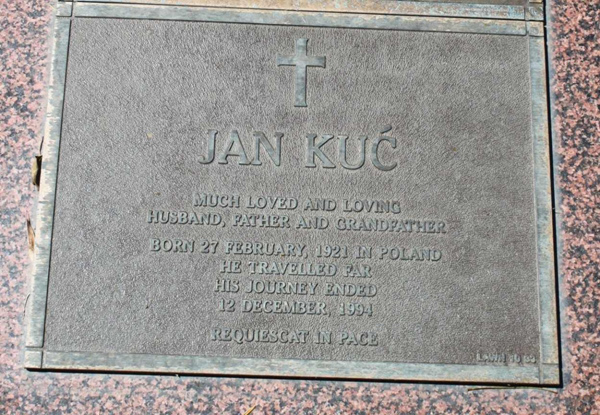 JAN KUĆ
MUCH LOVED AND LOVING
HUSBAND, FATHER AND GRANDFATHER
BORN 27 FEBRUARY, 1921 IN POLAND
HE TRAVELLED FAR
HIS JOURNEY ENDED
12 DECEMBER, 1994
REQUIESCAT IN PACE